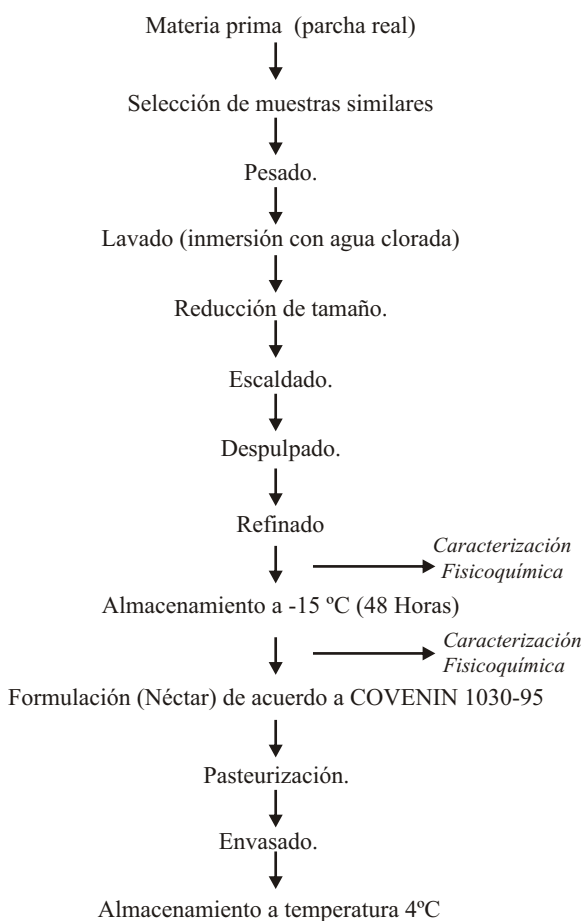 Materia prima (parcha real)
Selección de muestras similares
Pesado.
Lavado (inmersión con agua clorada)
Reducción de tamaño.
Escaldado.
Despulpado.
Refinado
Caracterización
Fisicoquímica
Almacenamiento a -15 ºC (48 Horas)
Caracterización
Fisicoquímica
Formulación (Néctar) de acuerdo a COVENIN 1030-95
Pasteurización.
Envasado.
Almacenamiento a temperatura 4ºC